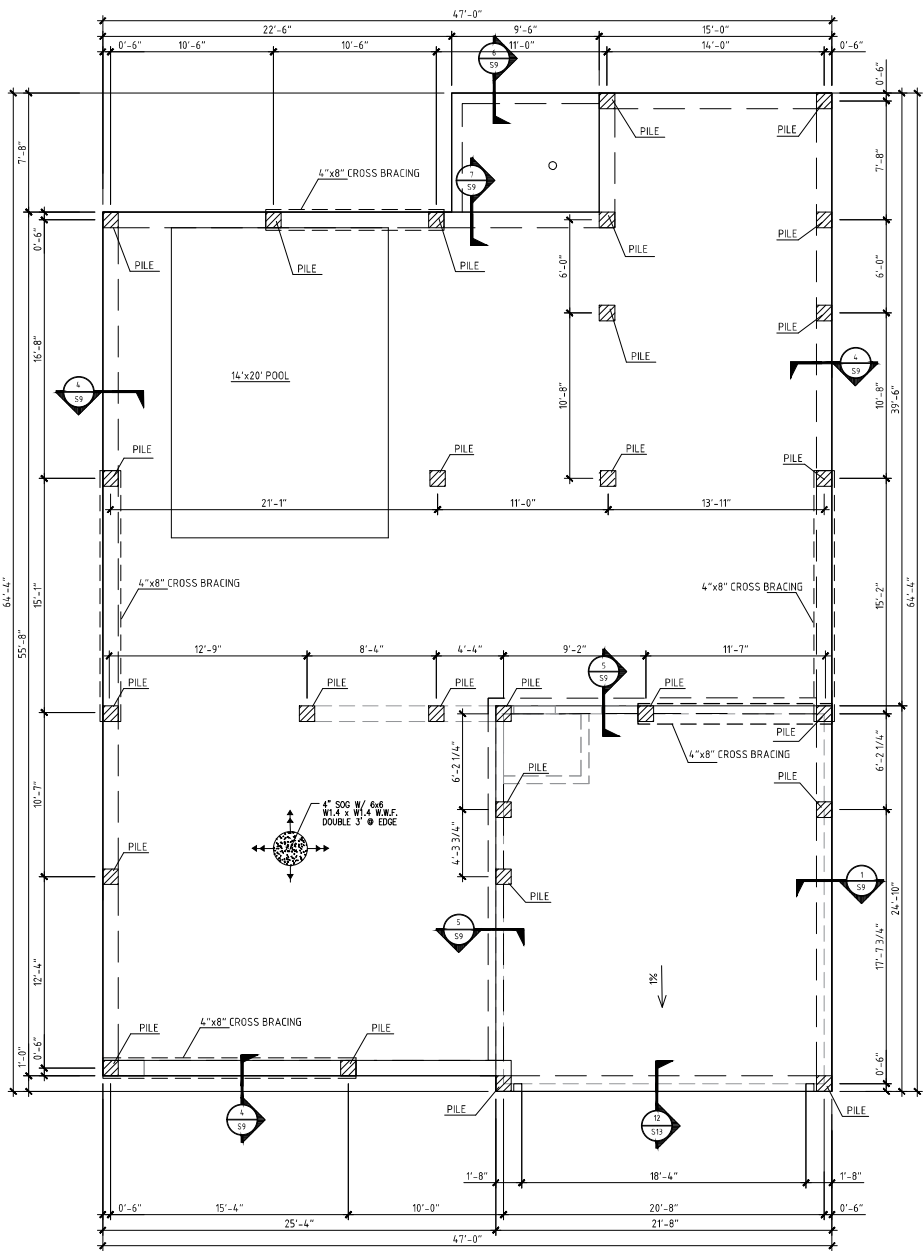 47'-0"
22'-6"
9'-6"
15'-0"
0'-6"
10'-6"
10'-6"
11'-0"
14'-0"
0'-6"
6
S9
0'-6"
PILE
PILE
7'-8"
7'-8"
4"x8" CROSS BRACING
7
S9
0'-6"
PILE
PILE
PILE
PILE
PILE
6'-0"
6'-0"
PILE
PILE
16'-8"
14'x20' POOL
4
S9
4
S9
10'-8"
10'-8"
39'-6"
PILE
PILE
PILE
PILE
21'-1"
11'-0"
13'-11"
64'-4"
55'-8"
15'-1"
4"x8" CROSS BRACING
4"x8" CROSS BRACING
15'-2"
64'-4"
12'-9"
8'-4"
4'-4"
9'-2"
11'-7"
5
S9
PILE
PILE
PILE
PILE
PILE
PILE
4"x8" CROSS BRACING
6'-2 1/4"
6'-2 1/4"
PILE
PILE
10'-7"
4" SOG W/ 6x6
W1.4 x W1.4 W.W.F.
DOUBLE 3' @ EDGE
4'-3 3/4"
PILE
PILE
1
S9
24'-10"
5
S9
17'-7 3/4"
12'-4"
1%
4"x8" CROSS BRACING
PILE
PILE
1'-0"
0'-6"
0'-6"
4
S9
PILE
12
S13
PILE
1'-8"
18'-4"
1'-8"
0'-6"
15'-4"
10'-0"
20'-8"
0'-6"
25'-4"
21'-8"
47'-0"